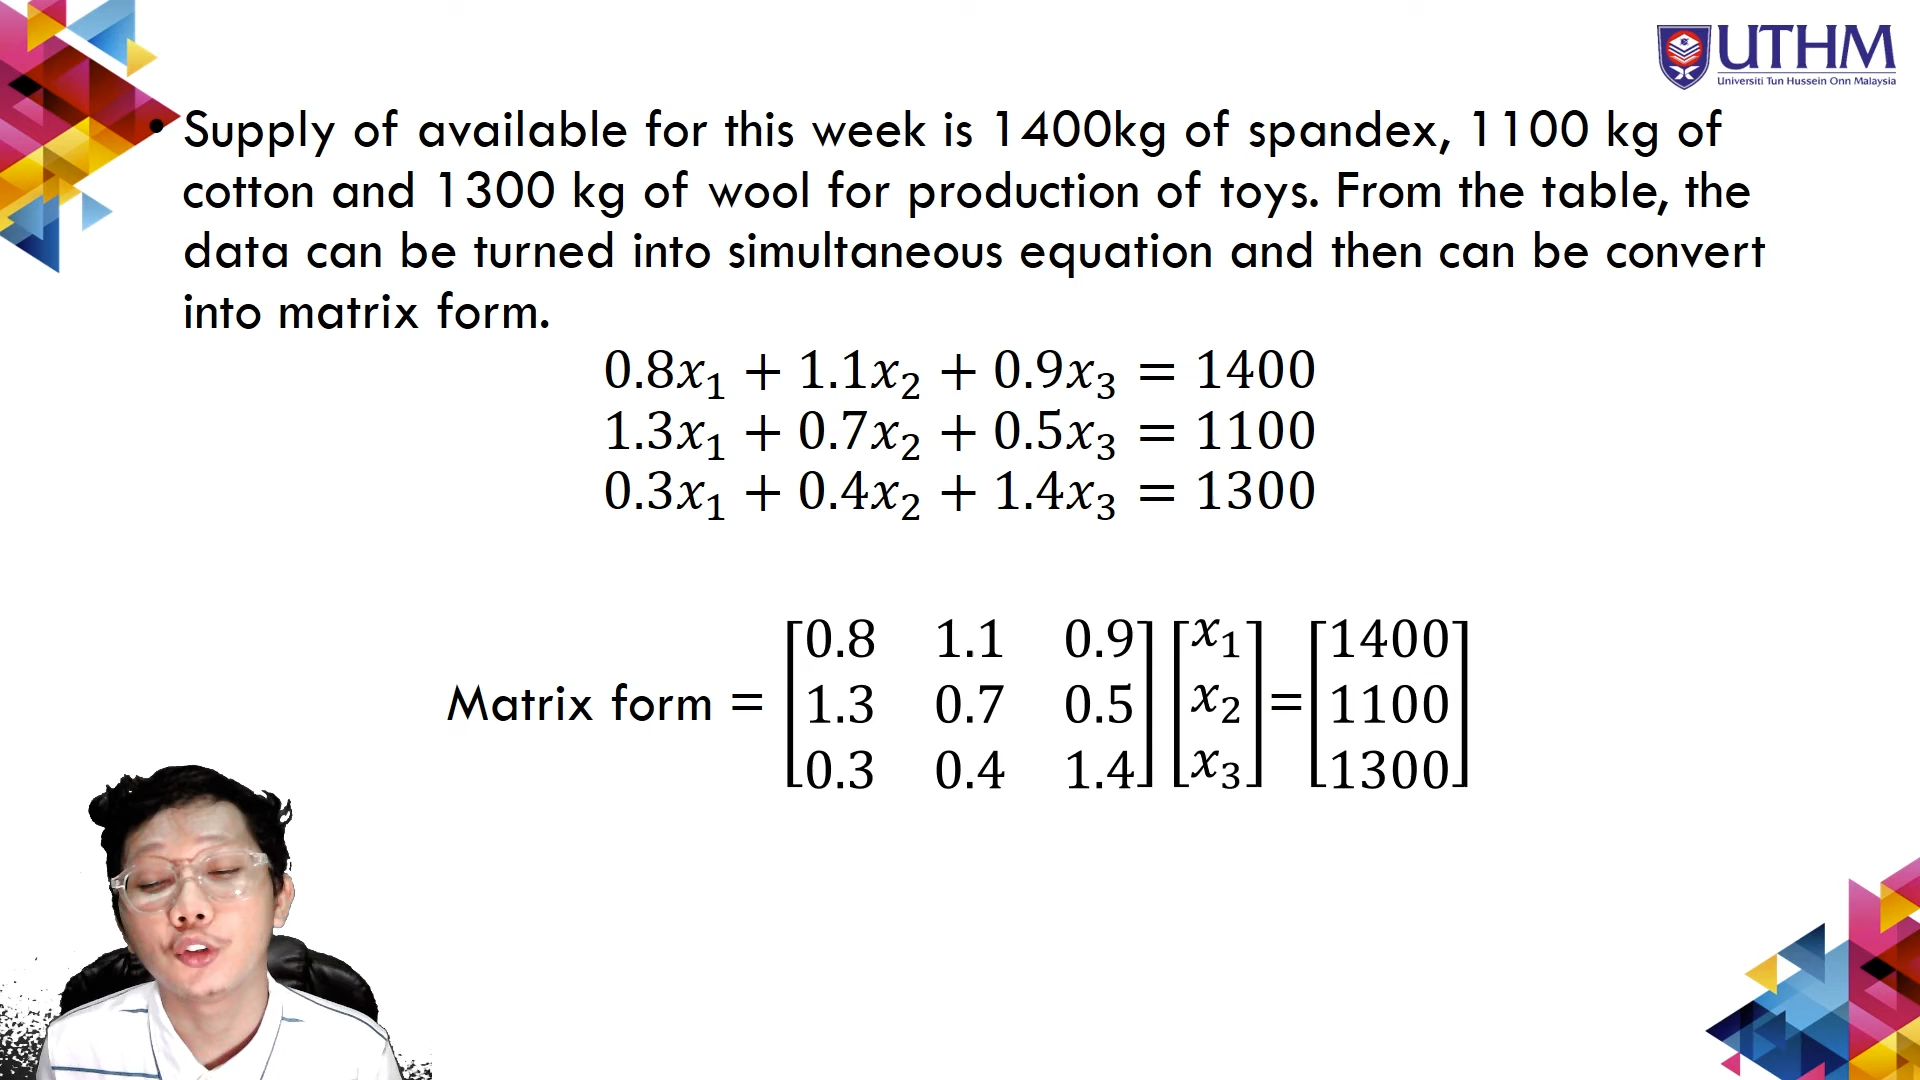 UTHM
Universiti Tun Hussein Onn Malaysia
• Supply of available for this week is 1400kg of spandex, 1100 kg of
cotton and 1300 kg of wool for production of toys. From the table, the
data can be turned into simultaneous equation and then can be convert
into matrix form.
0.8x₁ + 1.1x₂ + 0.9x₃ = 1400
1.3x₁ + 0.7x₂ + 0.5x₃ = 1100
0.3x₁ + 0.4x₂ + 1.4x₃ = 1300
Matrix form = [0.8 1.1 0.9] [x₁] = [1400]
[1.3 0.7 0.5] [x₂] [1100]
[0.3 0.4 1.4] [x₃] [1300]